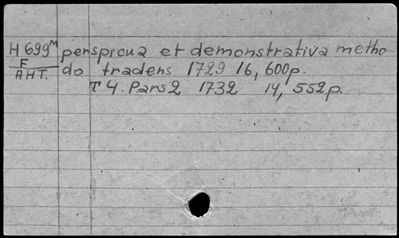 H 699ᴹ perspicua et demonstrativa metho
F do tradens 1729 16, 600p.
AHT.
T 4. Pars 2 1732 14, 552p.